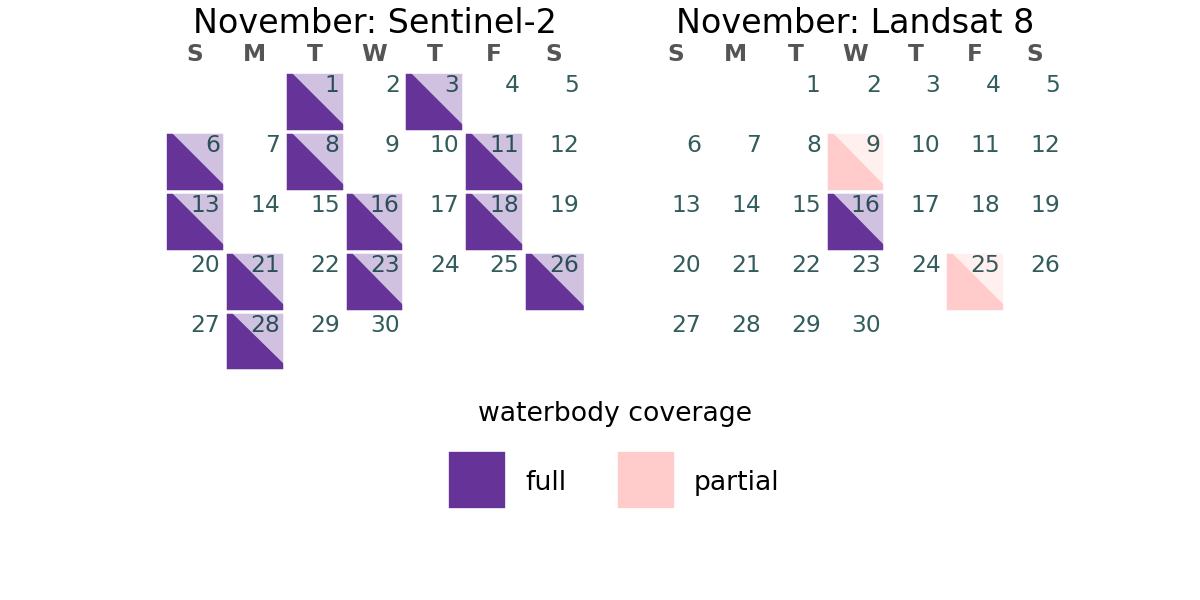 November: Sentinel-2
S M T W T F S
1 2 3 4 5
6 7 8 9 10 11 12
13 14 15 16 17 18 19
20 21 22 23 24 25 26
27 28 29 30
November: Landsat 8
S M T W T F S
1 2 3 4 5
6 7 8 9 10 11 12
13 14 15 16 17 18 19
20 21 22 23 24 25 26
27 28 29 30
waterbody coverage
full partial